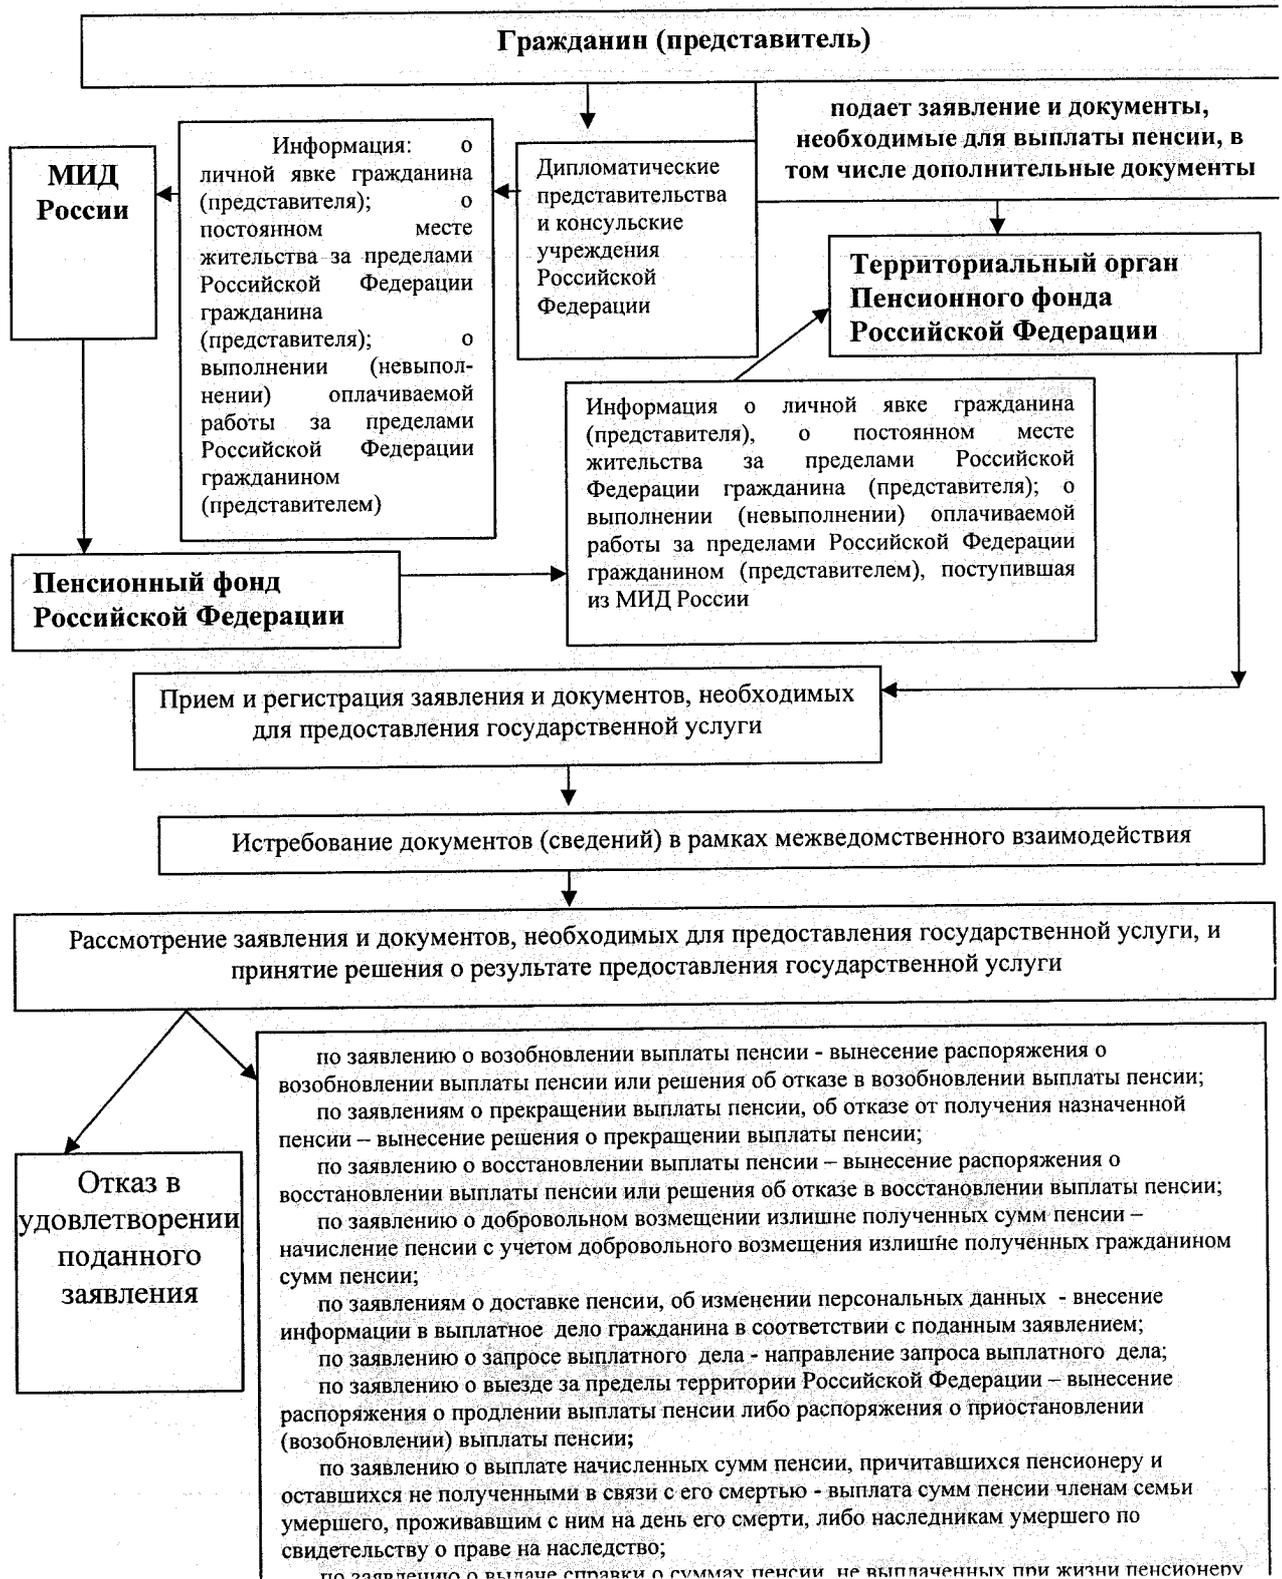 Гражданин (представитель)
подает заявление и документы,
необходимые для выплаты пенсии, в
том числе дополнительные документы
МИД
России
Информация: о
личной явке гражданина
(представителя); о
постоянном месте
жительства за пределами
Российской Федерации
гражданина
(представителя); о
выполнении (невыпол-
нении) оплачиваемой
работы за пределами
Российской Федерации
гражданином
(представителем)
Дипломатические
представительства
и консульские
учреждения
Российской
Федерации
Территориальный орган
Пенсионного фонда
Российской Федерации
Информация о личной явке гражданина
(представителя), о постоянном месте
жительства за пределами Российской
Федерации гражданина (представителя); о
выполнении (невыполнении) оплачиваемой
работы за пределами Российской Федерации
гражданином (представителем), поступившая
из МИД России
Пенсионный фонд
Российской Федерации
Прием и регистрация заявления и документов, необходимых
для предоставления государственной услуги
Истребование документов (сведений) в рамках межведомственного взаимодействия
Рассмотрение заявления и документов, необходимых для предоставления государственной услуги, и
принятие решения о результате предоставления государственной услуги
Отказ в
удовлетворении
поданного
заявления
по заявлению о возобновлении выплаты пенсии - вынесение распоряжения о
возобновлении выплаты пенсии или решения об отказе в возобновлении выплаты пенсии;
по заявлениям о прекращении выплаты пенсии, об отказе от получения назначенной
пенсии – вынесение решения о прекращении выплаты пенсии;
по заявлению о восстановлении выплаты пенсии – вынесение распоряжения о
восстановлении выплаты пенсии или решения об отказе в восстановлении выплаты пенсии;
по заявлению о добровольном возмещении излишне полученных сумм пенсии –
начисление пенсии с учетом добровольного возмещения излишне полученных гражданином
сумм пенсии;
по заявлениям о доставке пенсии, об изменении персональных данных - внесение
информации в выплатное дело гражданина в соответствии с поданным заявлением;
по заявлению о запросе выплатного дела - направление запроса выплатного дела;
по заявлению о выезде за пределы территории Российской Федерации – вынесение
распоряжения о продлении выплаты пенсии либо распоряжения о приостановлении
(возобновлении) выплаты пенсии;
по заявлению о выплате начисленных сумм пенсии, причитавшихся пенсионеру и
оставшихся не полученными в связи с его смертью - выплата сумм пенсии членам семьи
умершего, проживавшим с ним на день его смерти, либо наследникам умершего по
свидетельству о праве на наследство;
по заявлению о выдаче справки о суммах пенсии, не выплаченных при жизни пенсионеру